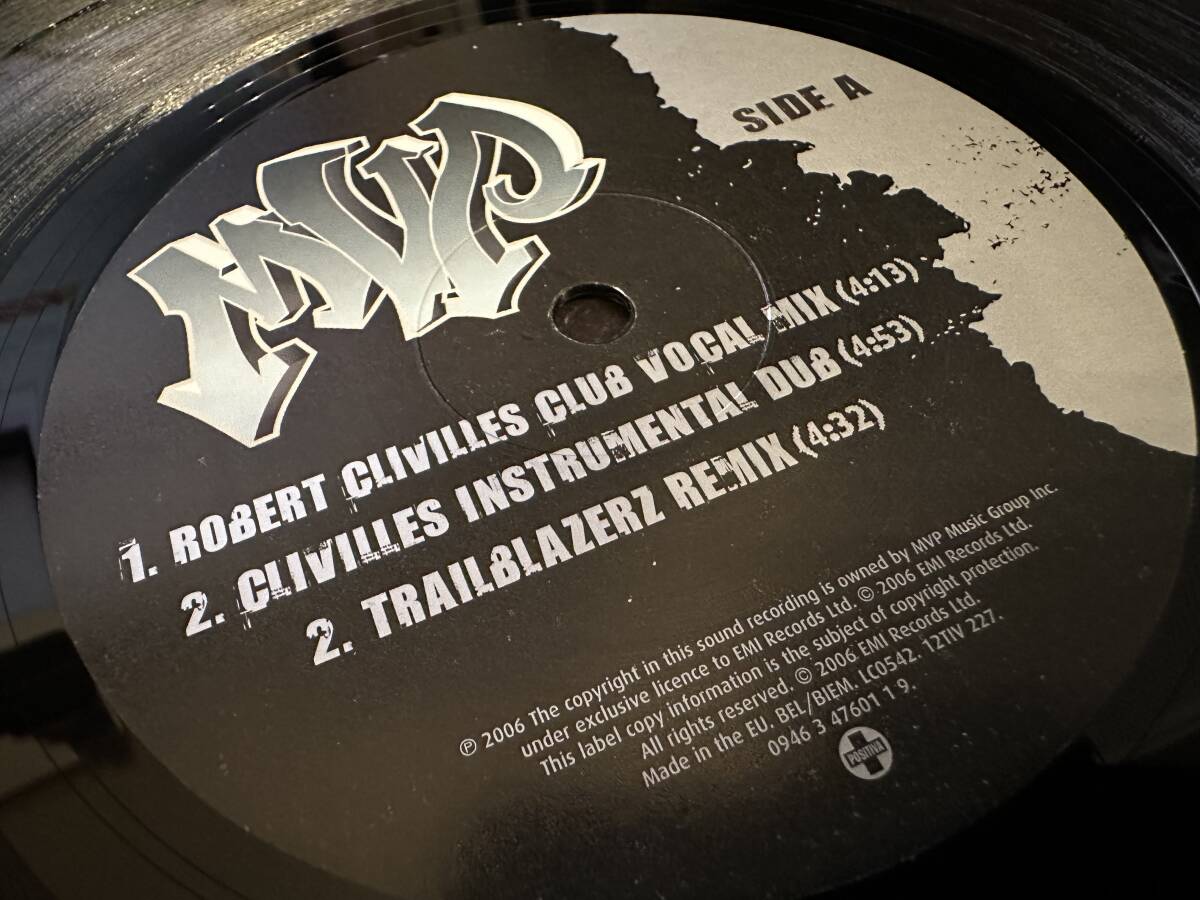 MVP
SIDE A
1. ROBERT CLIVILLES CLUB VOCAL MIX (4:13)
2. CLIVILLES INSTRUMENTAL DUB (4:53)
2. TRAILBLAZERZ REMIX (4:32)
℗ 2006 The copyright in this sound recording is owned by MVP Music Group Inc.
under exclusive licence to EMI Records Ltd. © 2006 EMI Records Ltd.
This label copy information is the subject of copyright protection.
All rights reserved. © 2006 EMI Records Ltd.
Made in the EU. BEL/BIEM. LC0542. 12TIV 227.
0946 3 47601 1 9.
POSITIVA